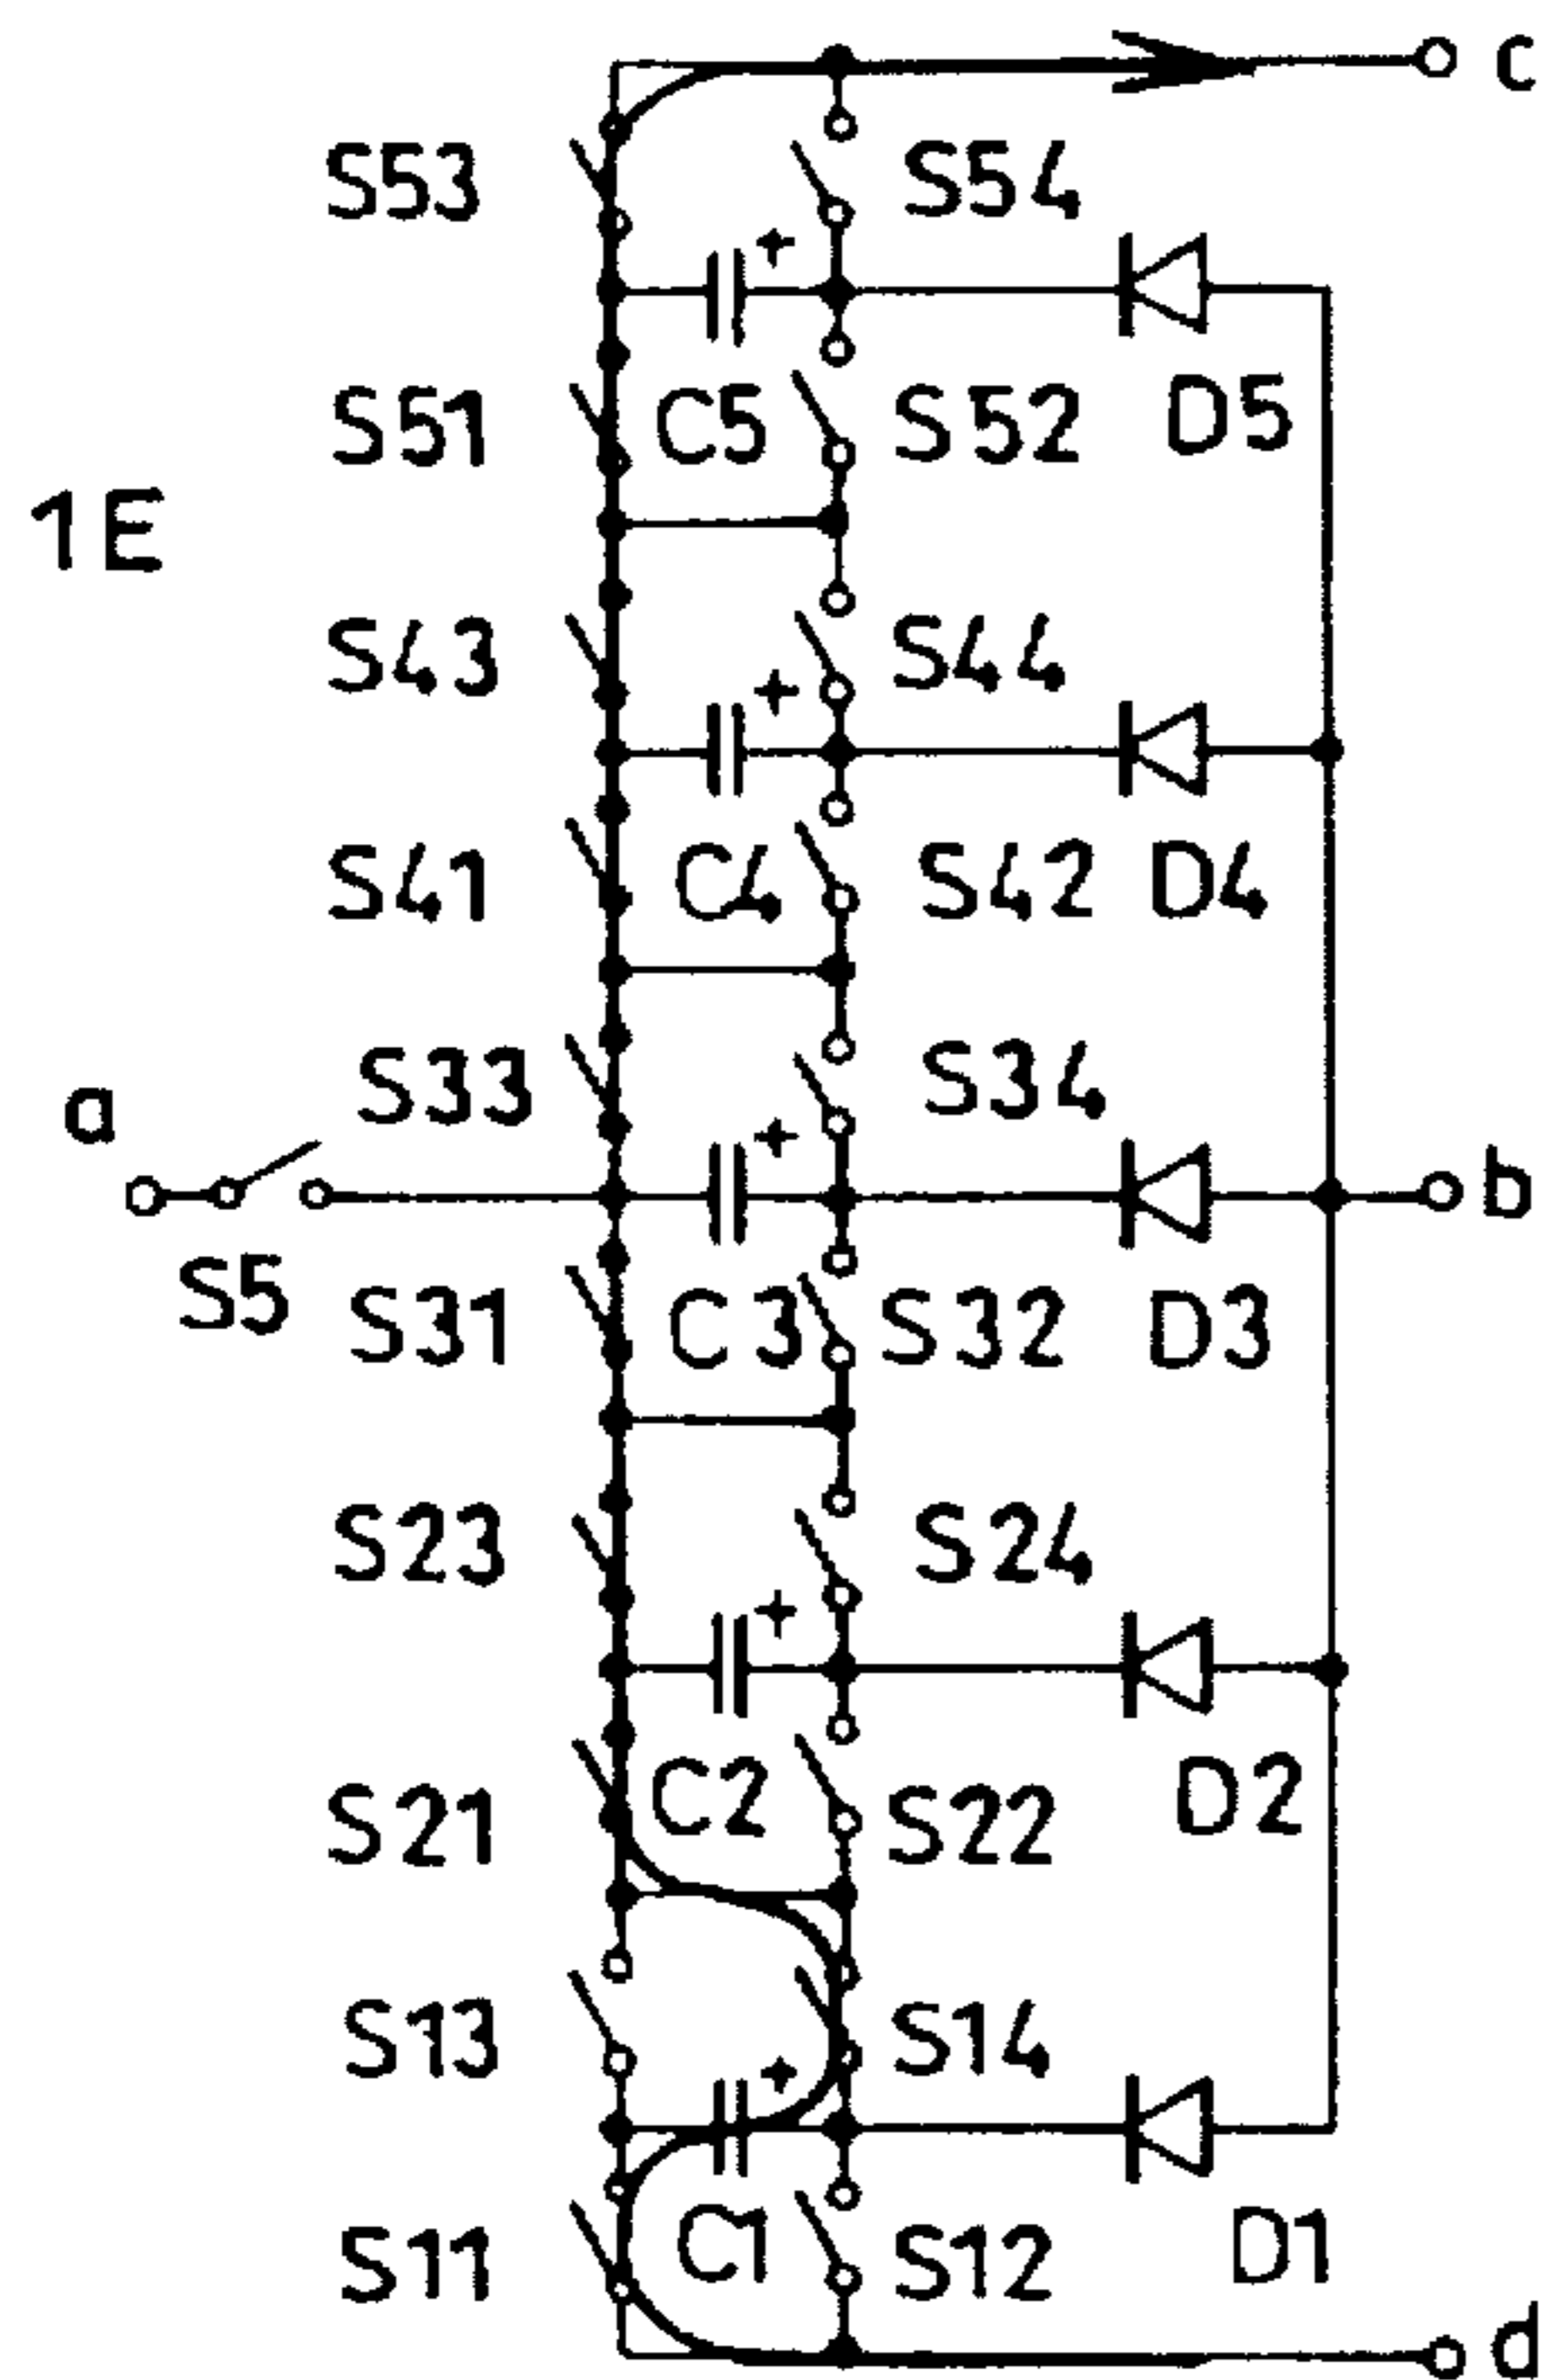 c
S53 S54
+
S51 C5 S52 D5
1E
S43 S44
+
S41 C4 S42 D4
S33 S34
a
+
b
S5 S31 C3 S32 D3
S23 S24
+
S21 C2 S22 D2
S13 S14
+
S11 C1 S12 D1
d